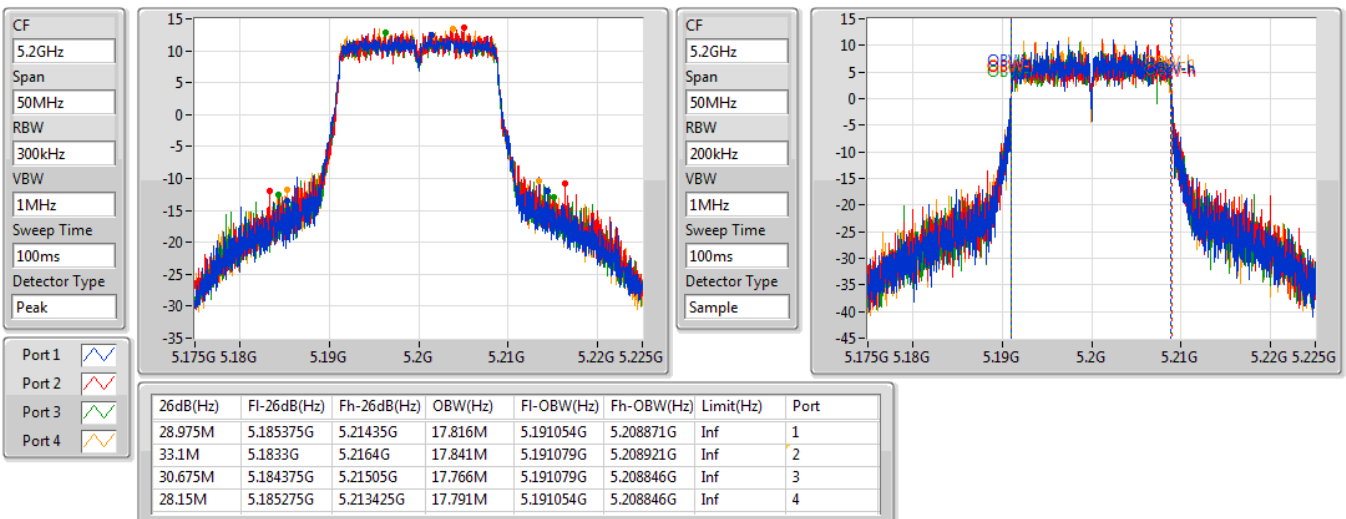 CF
5.2GHz
Span
50MHz
RBW
300kHz
VBW
1MHz
Sweep Time
100ms
Detector Type
Peak
15
10
5
0
-5
-10
-15
-20
-25
-30
-35
5.175G 5.18G 5.19G 5.2G 5.21G 5.22G 5.225G
CF
5.2GHz
Span
50MHz
RBW
200kHz
VBW
1MHz
Sweep Time
100ms
Detector Type
Sample
15
10
5
0
-5
-10
-15
-20
-25
-30
-35
-40
-45
5.175G 5.18G 5.19G 5.2G 5.21G 5.22G 5.225G
Port 1
Port 2
Port 3
Port 4
26dB(Hz) Fl-26dB(Hz) Fh-26dB(Hz) OBW(Hz) Fl-OBW(Hz) Fh-OBW(Hz) Limit(Hz) Port
28.975M 5.185375G 5.21435G 17.816M 5.191054G 5.208871G Inf 1
33.1M 5.1833G 5.2164G 17.841M 5.191079G 5.208921G Inf 2
30.675M 5.184375G 5.21505G 17.766M 5.191079G 5.208846G Inf 3
28.15M 5.185275G 5.213425G 17.791M 5.191054G 5.208846G Inf 4